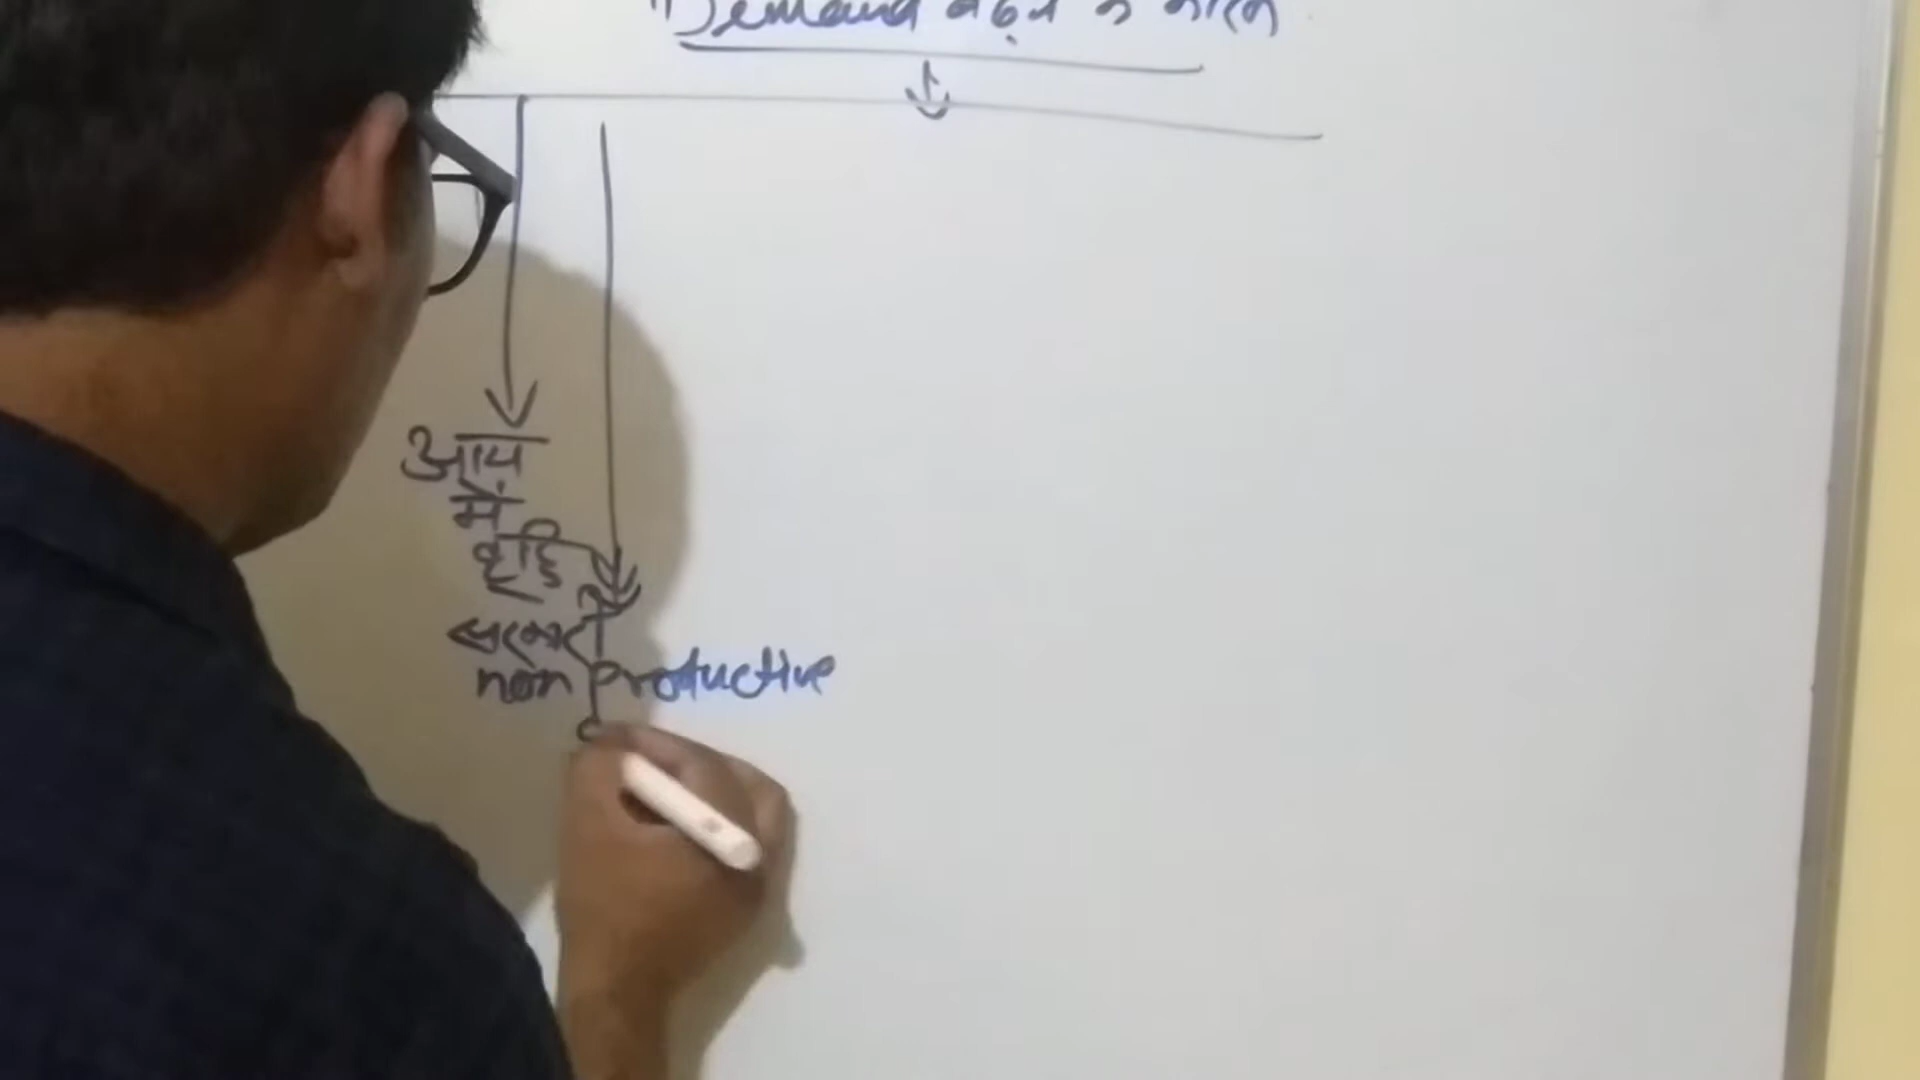 "Demand बढ़ने के कारण
आय
में
वृद्धि
सरकार
non productive